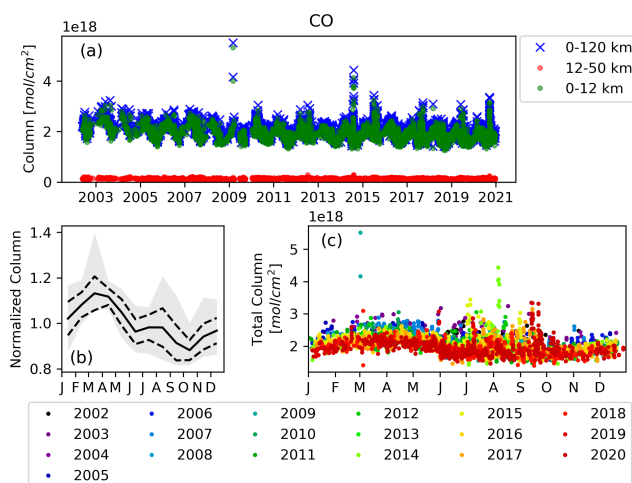 CO
1e18
(a)
Column [mol/cm²]
4
2
0
2003 2005 2007 2009 2011 2013 2015 2017 2019 2021
0-120 km
12-50 km
0-12 km
Normalized Column
1.4
1.2
1.0
0.8
(b)
J F M A M J J A S O N D
1e18
(c)
Total Column
[mol/cm²]
5
4
3
2
J F M A M J J A S O N D
2002 2006 2009 2012 2015 2018
2003 2007 2010 2013 2016 2019
2004 2008 2011 2014 2017 2020
2005